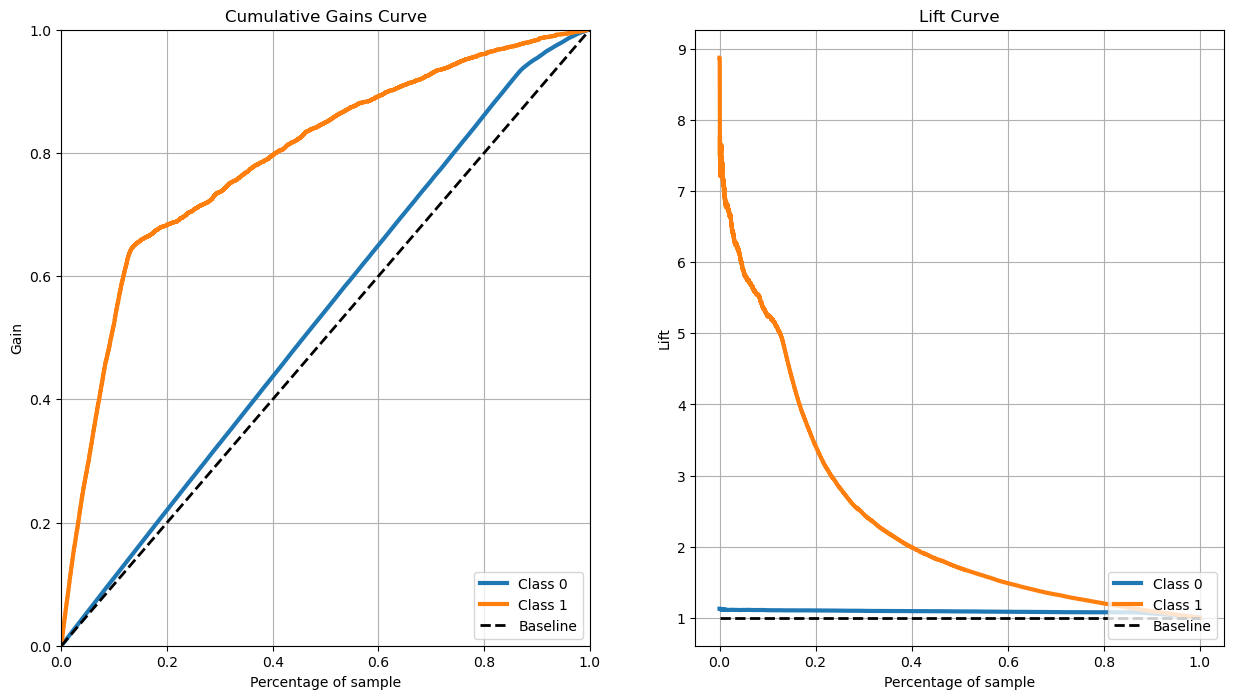 Cumulative Gains Curve
1.0
0.8
0.6
0.4
0.2
0.0
Gain
0.0 0.2 0.4 0.6 0.8 1.0
Percentage of sample
Class 0
Class 1
Baseline
Lift Curve
9
8
7
6
5
4
3
2
1
Lift
0.0 0.2 0.4 0.6 0.8 1.0
Percentage of sample
Class 0
Class 1
Baseline